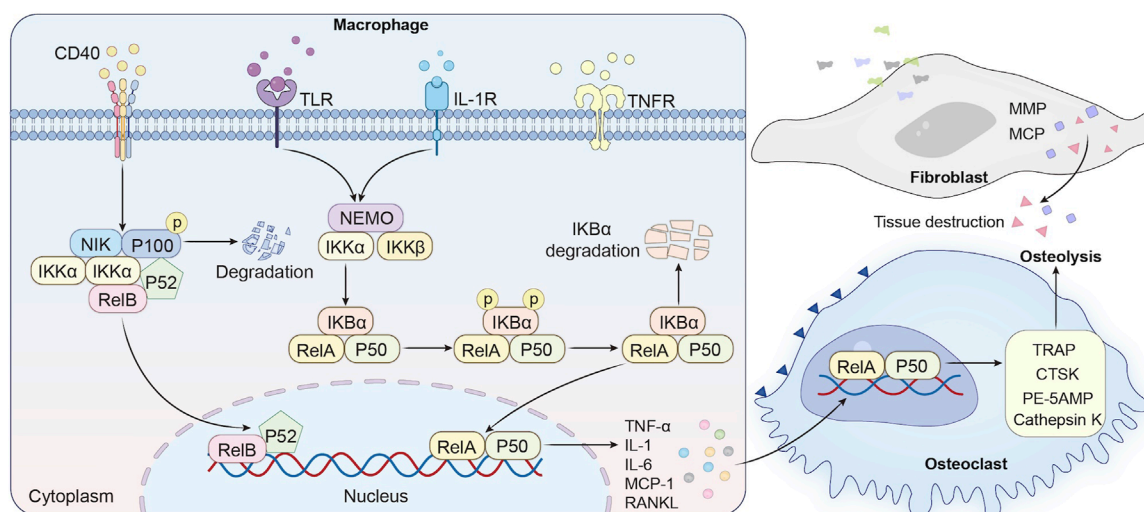 Macrophage
CD40
TLR
IL-1R
TNFR
NEMO
IKKα
IKKβ
p
NIK
P100
Degradation
IKKα
IKKα
P52
RelB
IKBα
degradation
IKBα
RelA
P50
p
p
IKBα
RelA
P50
IKBα
RelA
P50
P52
RelB
RelA
P50
TNF-α
IL-1
IL-6
MCP-1
RANKL
Cytoplasm
Nucleus
MMP
MCP
Fibroblast
Tissue destruction
Osteolysis
RelA
P50
TRAP
CTSK
PE-5AMP
Cathepsin K
Osteoclast